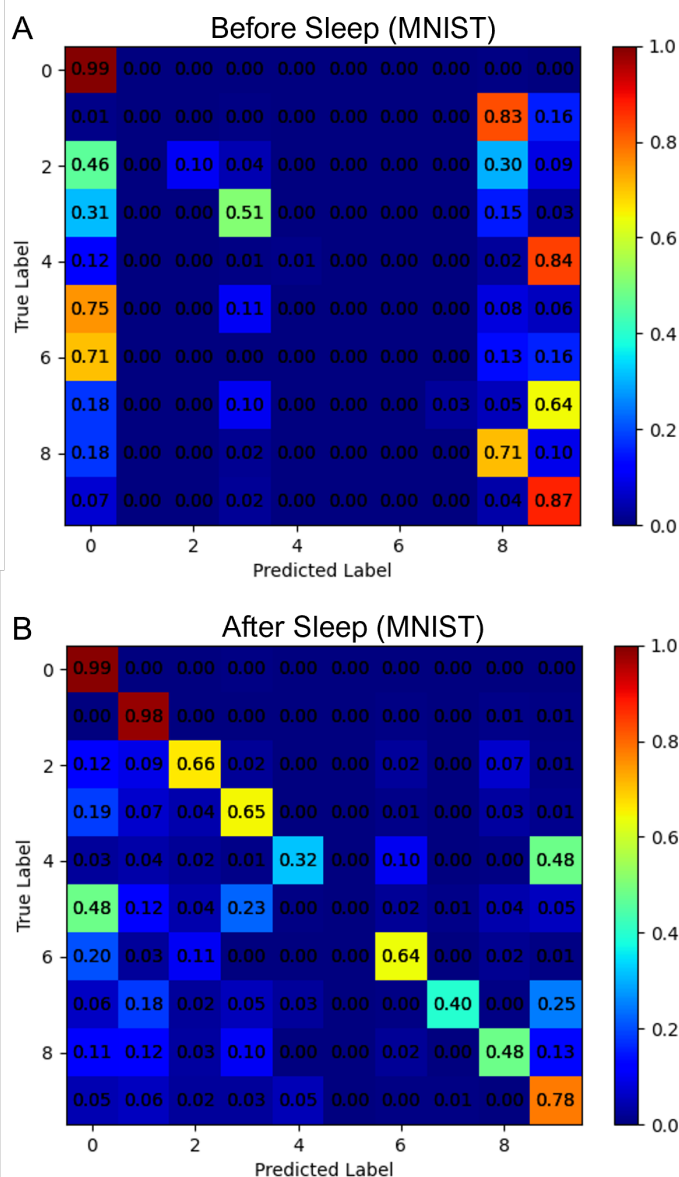 A
Before Sleep (MNIST)
0 0.99 0.00 0.00 0.00 0.00 0.00 0.00 0.00 0.00 0.00
0.01 0.00 0.00 0.00 0.00 0.00 0.00 0.00 0.83 0.16
2 0.46 0.00 0.10 0.04 0.00 0.00 0.00 0.00 0.30 0.09
0.31 0.00 0.00 0.51 0.00 0.00 0.00 0.00 0.15 0.03
4 0.12 0.00 0.00 0.01 0.01 0.00 0.00 0.00 0.02 0.84
0.75 0.00 0.00 0.11 0.00 0.00 0.00 0.00 0.08 0.06
6 0.71 0.00 0.00 0.00 0.00 0.00 0.00 0.00 0.13 0.16
0.18 0.00 0.00 0.10 0.00 0.00 0.00 0.03 0.05 0.64
8 0.18 0.00 0.00 0.02 0.00 0.00 0.00 0.00 0.71 0.10
0.07 0.00 0.00 0.02 0.00 0.00 0.00 0.00 0.04 0.87
0 2 4 6 8
Predicted Label
True Label
1.0
0.8
0.6
0.4
0.2
0.0
B
After Sleep (MNIST)
0 0.99 0.00 0.00 0.00 0.00 0.00 0.00 0.00 0.00 0.00
0.00 0.98 0.00 0.00 0.00 0.00 0.00 0.00 0.01 0.01
2 0.12 0.09 0.66 0.02 0.00 0.00 0.02 0.00 0.07 0.01
0.19 0.07 0.04 0.65 0.00 0.00 0.01 0.00 0.03 0.01
4 0.03 0.04 0.02 0.01 0.32 0.00 0.10 0.00 0.00 0.48
0.48 0.12 0.04 0.23 0.00 0.00 0.02 0.01 0.04 0.05
6 0.20 0.03 0.11 0.00 0.00 0.00 0.64 0.00 0.02 0.01
0.06 0.18 0.02 0.05 0.03 0.00 0.00 0.40 0.00 0.25
8 0.11 0.12 0.03 0.10 0.00 0.00 0.02 0.00 0.48 0.13
0.05 0.06 0.02 0.03 0.05 0.00 0.00 0.01 0.00 0.78
0 2 4 6 8
Predicted Label
True Label
1.0
0.8
0.6
0.4
0.2
0.0